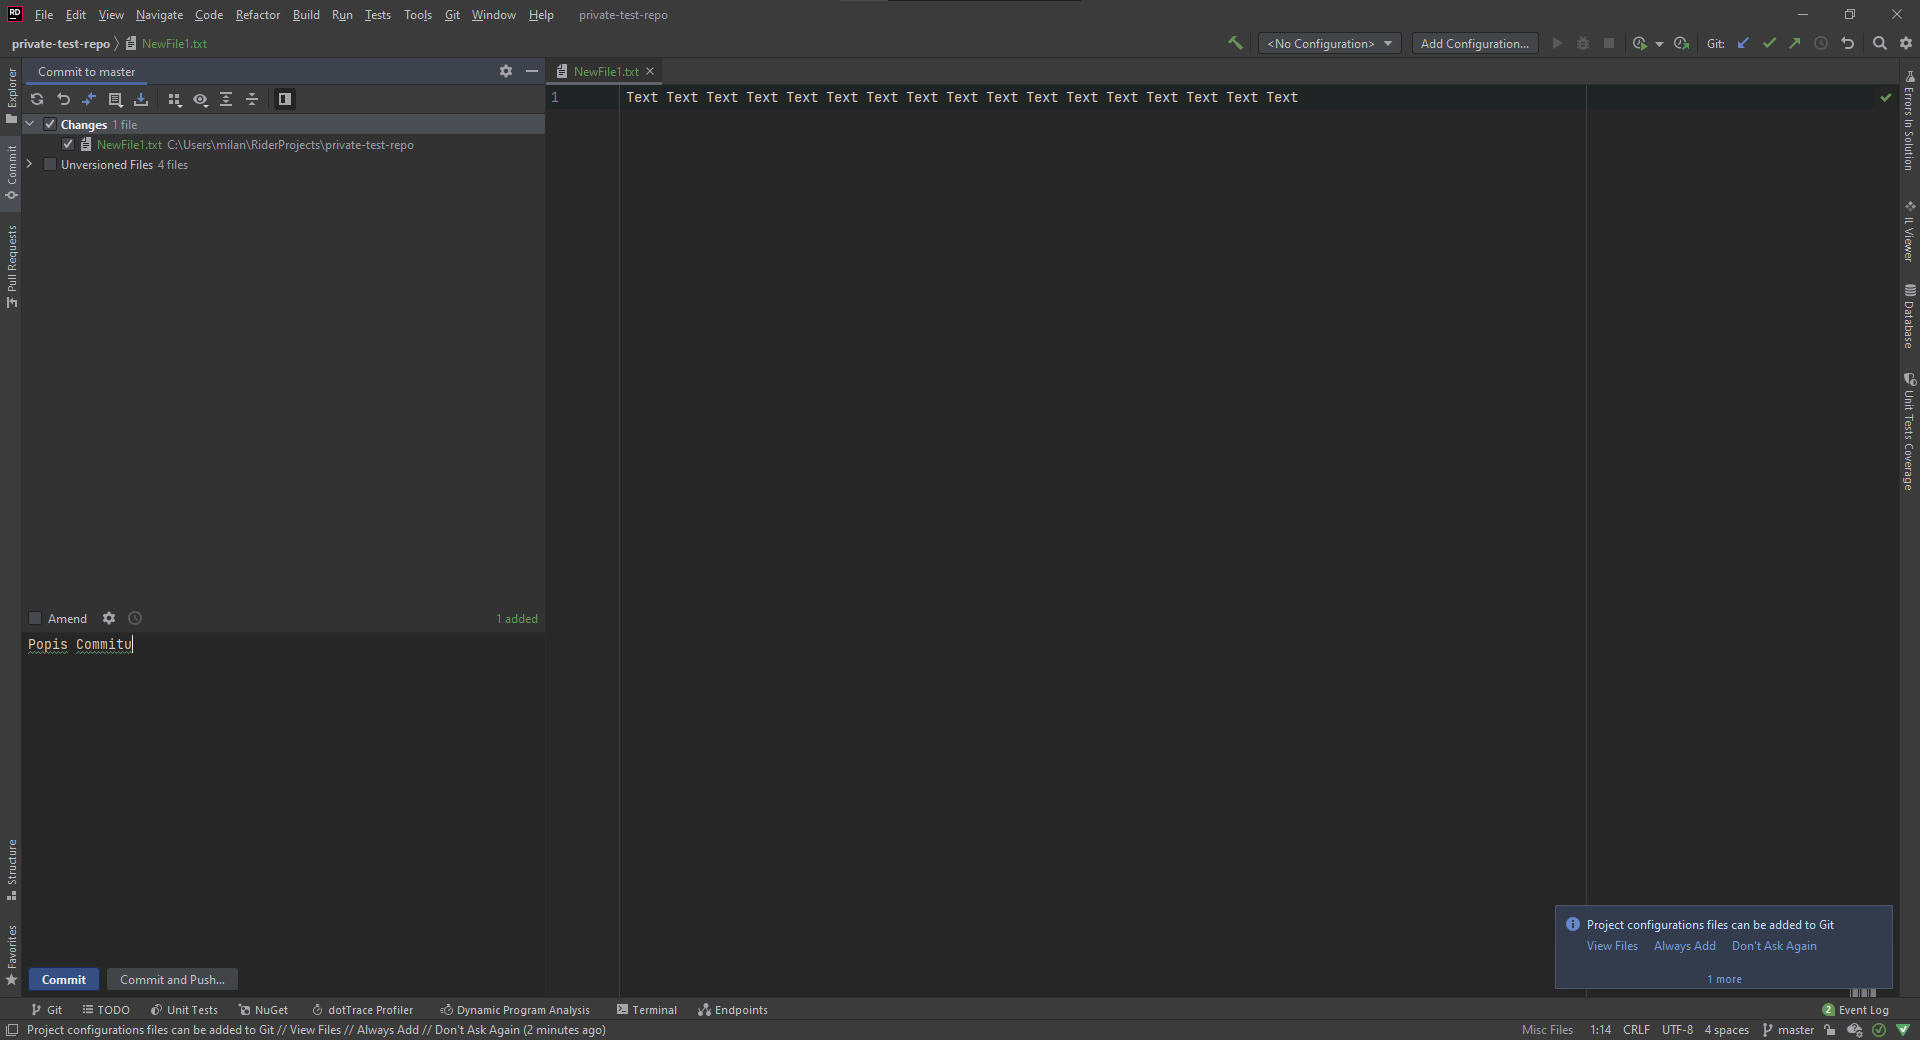 RD File Edit View Navigate Code Refactor Build Run Tests Tools Git Window Help private-test-repo
private-test-repo NewFile1.txt <No Configuration> Add Configuration... Git:
Commit to master
NewFile1.txt
1 Text Text Text Text Text Text Text Text Text Text Text Text Text Text Text Text Text
Changes 1 file
NewFile1.txt C:\Users\milan\RiderProjects\private-test-repo
Unversioned Files 4 files
Explorer
Commit
Pull Requests
Structure
Favorites
Errors In Solution
IL Viewer
Database
Unit Tests Coverage
Amend 1 added
Popis Commitu
Commit Commit and Push...
Project configurations files can be added to Git
View Files Always Add Don't Ask Again
1 more
Git TODO Unit Tests NuGet dotTrace Profiler Dynamic Program Analysis Terminal Endpoints 2 Event Log
Project configurations files can be added to Git // View Files // Always Add // Don't Ask Again (2 minutes ago) Misc Files 1:14 CRLF UTF-8 4 spaces master